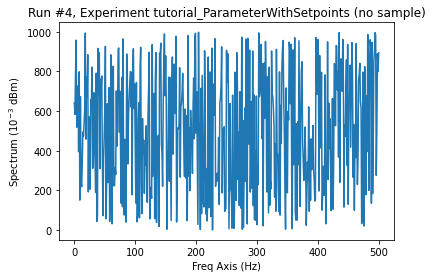 Run #4, Experiment tutorial_ParameterWithSetpoints (no sample)
1000
800
600
400
200
0
Spectrum (10⁻³ dBm)
0 100 200 300 400 500
Freq Axis (Hz)